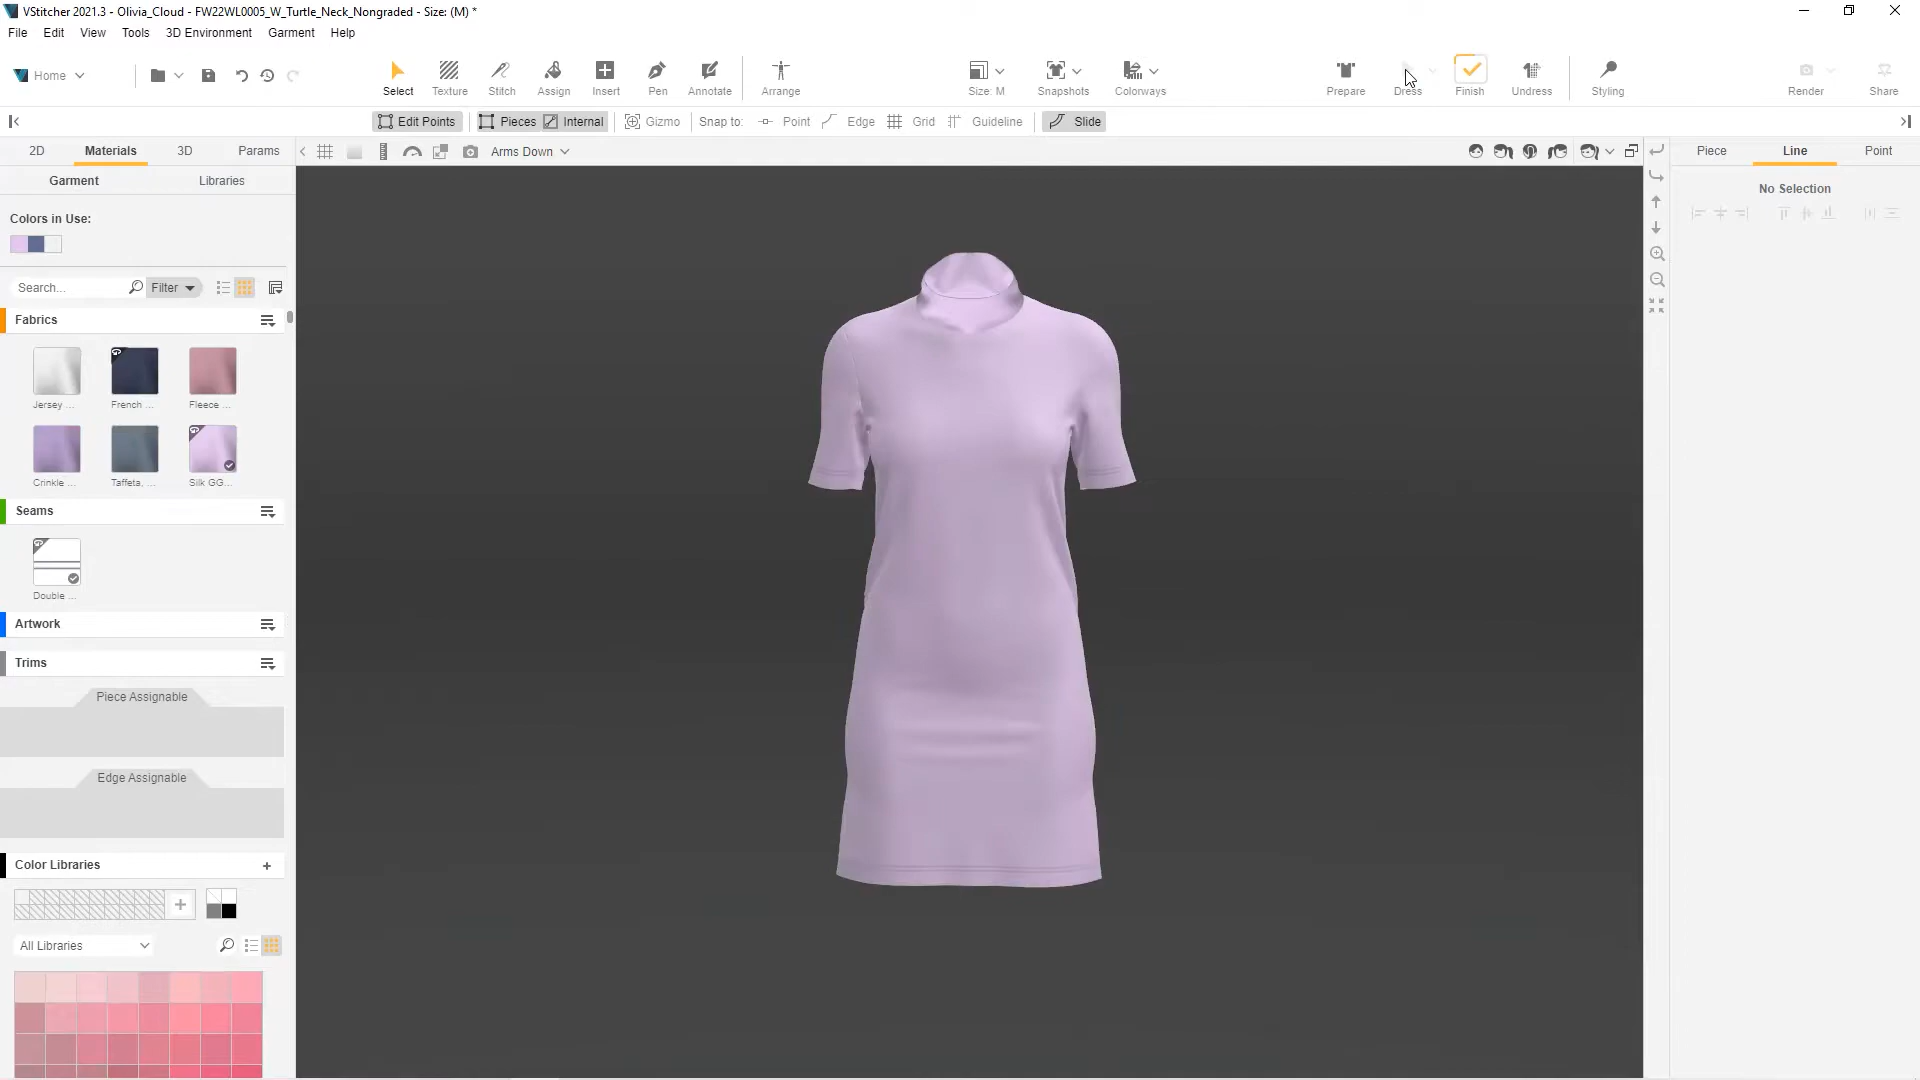 VStitcher 2021.3 - Olivia_Cloud - FW22WL0005_W_Turtle_Neck_Nongraded - Size: (M) *
File Edit View Tools 3D Environment Garment Help
Home Select Texture Stitch Assign Insert Pen Annotate Arrange Size: M Snapshots Colorways Prepare Dress Finish Undress Styling Render Share
Edit Points Pieces Internal Gizmo Snap to: Point Edge Grid Guideline Slide
2D Materials 3D Params Arms Down Piece Line Point
Garment Libraries
No Selection
Colors in Use:
Search... Filter
Fabrics
Jersey ... French ... Fleece ...
Crinkle ... Taffeta, ... Silk GG...
Seams
Double ...
Artwork
Trims
Piece Assignable
Edge Assignable
Color Libraries +
All Libraries